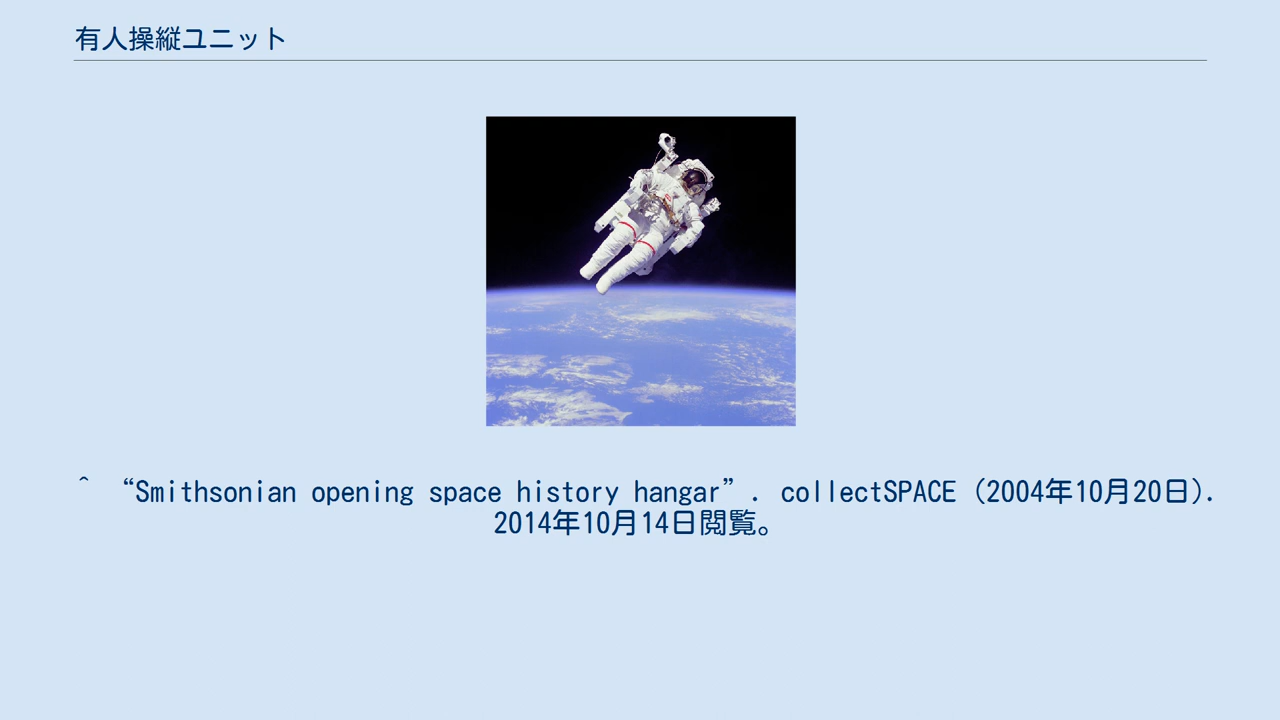 有人操縦ユニット
^ “Smithsonian opening space history hangar”. collectSPACE (2004年10月20日).
2014年10月14日閲覧。